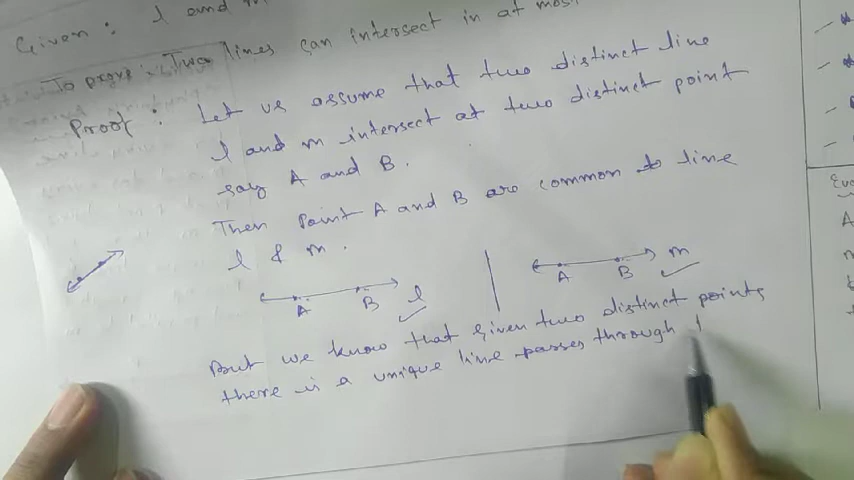 Given : l and m
To prove : Two lines can intersect in at most
Proof : Let us assume that two distinct line
l and m intersect at two distinct point
say A and B.
Then point A and B are common to line
l & m.
A B l
A B m
But we know that given two distinct points
there is a unique line passes through